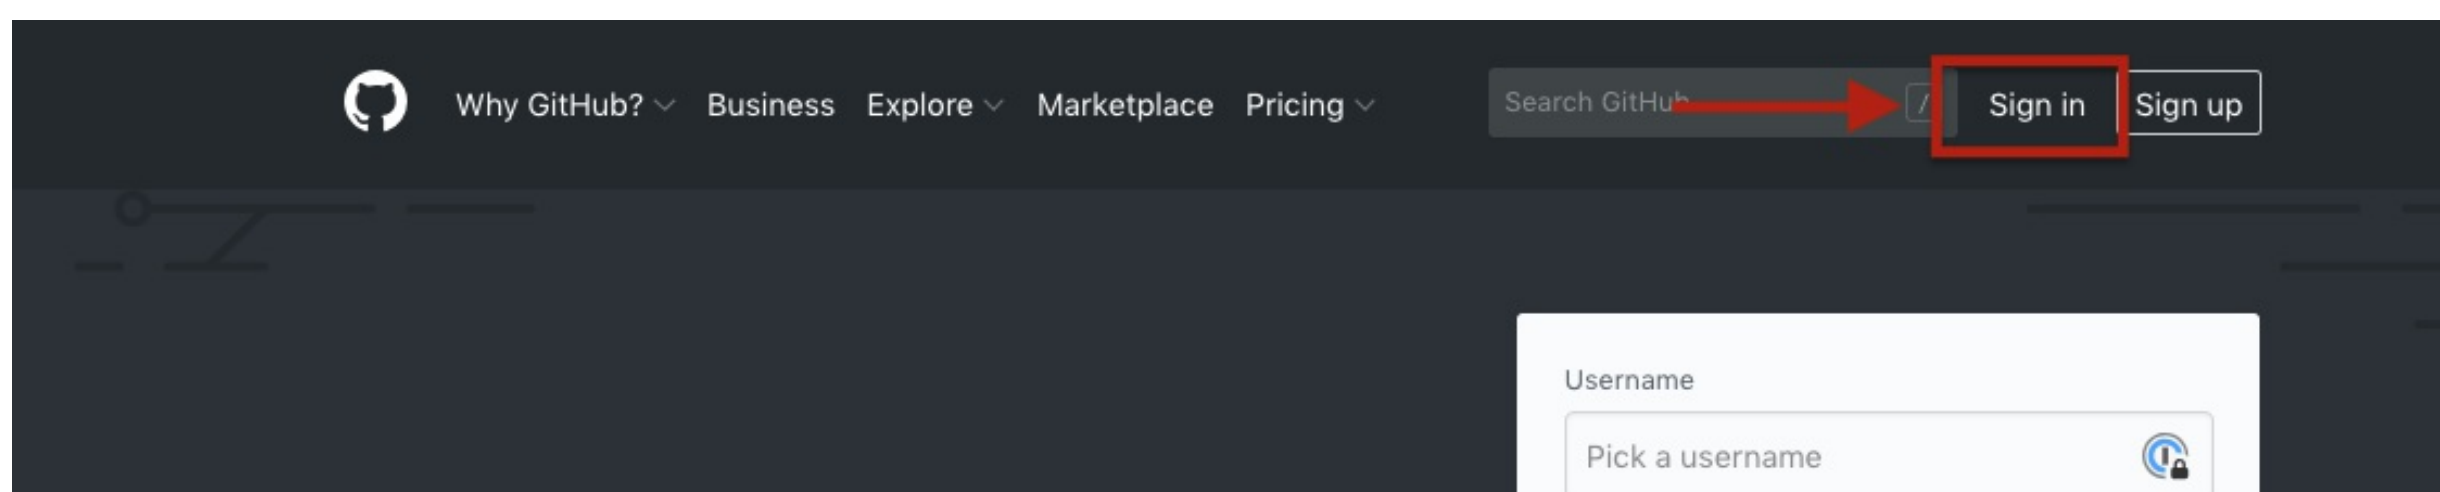 Why GitHub? Business Explore Marketplace Pricing Search GitHub / Sign in Sign up
Username
Pick a username